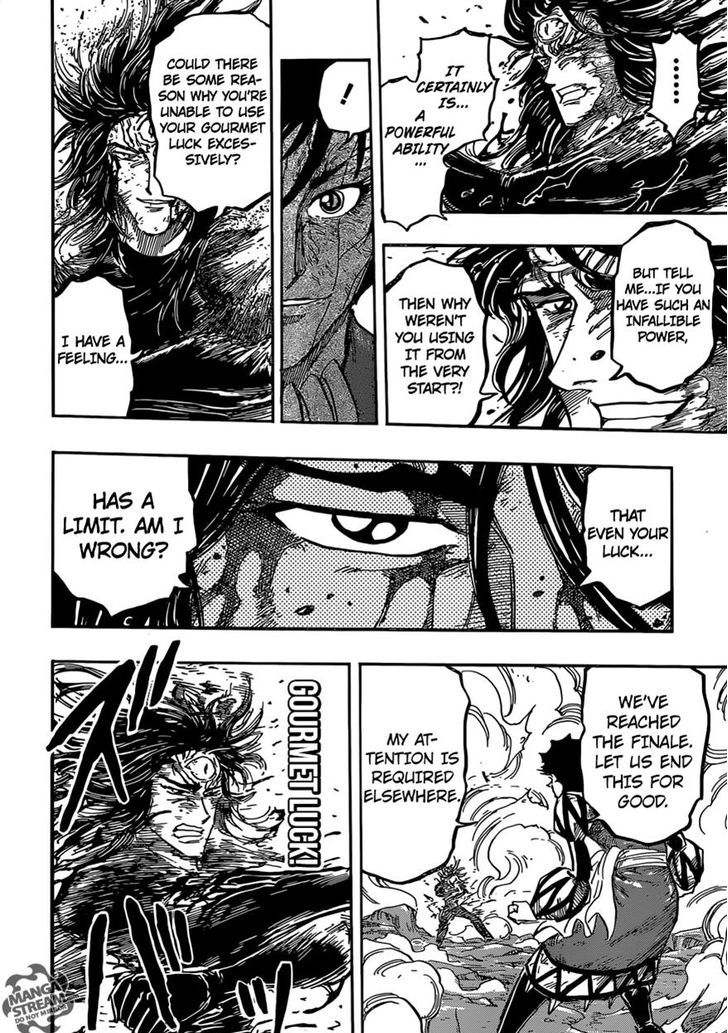 ......
IT
CERTAINLY
IS...
A
POWERFUL
ABILITY
...
!
COULD THERE
BE SOME REA-
SON WHY YOU'RE
UNABLE TO USE
YOUR GOURMET
LUCK EXCES-
SIVELY?
I HAVE A
FEELING...
BUT TELL
ME...IF YOU
HAVE SUCH AN
INFALLIBLE
POWER,
THEN WHY
WEREN'T
YOU USING
IT FROM
THE VERY
START?!
THAT
EVEN YOUR
LUCK...
HAS A
LIMIT. AM I
WRONG?
WE'VE
REACHED
THE FINALE.
LET US END
THIS FOR
GOOD.
MY AT-
TENTION IS
REQUIRED
ELSEWHERE.
GOURMET LUCK!
MANGA
STREAM
DO NOT MIRROR